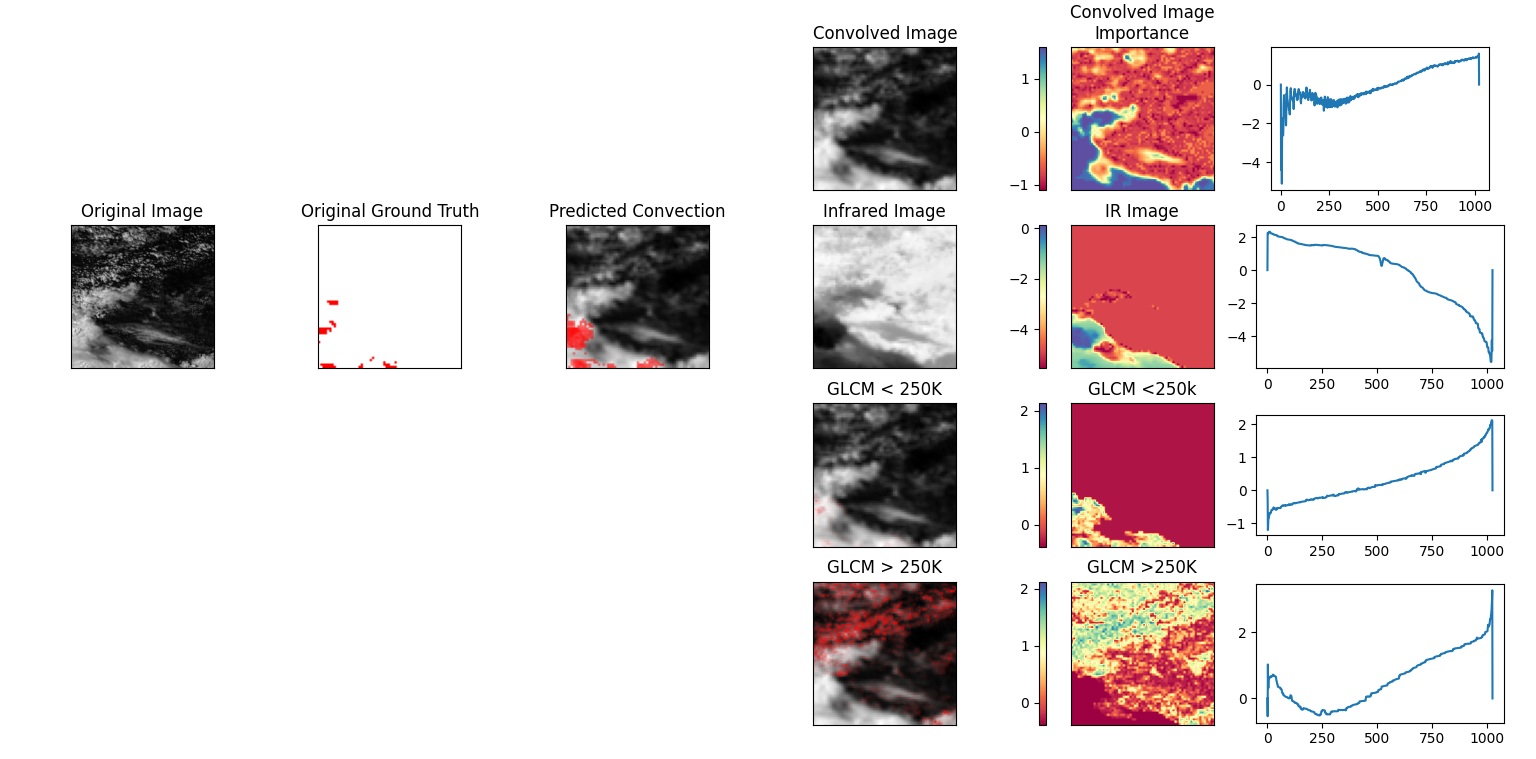 Convolved Image
Convolved Image
Importance
1
0
−1
0
−2
−4
0 250 500 750 1000
Original Image
Original Ground Truth
Predicted Convection
Infrared Image
IR Image
0
−2
−4
2
0
−2
−4
0 250 500 750 1000
GLCM < 250K
GLCM <250k
2
1
0
2
1
0
−1
0 250 500 750 1000
GLCM > 250K
GLCM >250K
2
1
0
2
0
0 250 500 750 1000